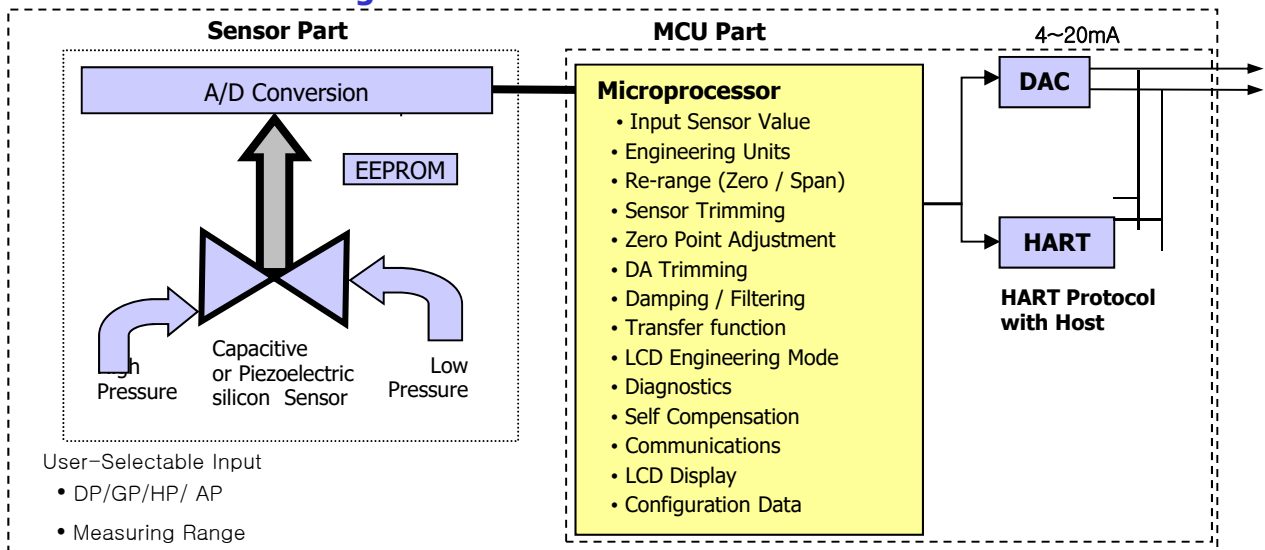 Sensor Part
A/D Conversion
EEPROM
Pressure
Capacitive
or Piezoelectric
silicon Sensor
Low
Pressure
User-Selectable Input
• DP/GP/HP/ AP
• Measuring Range
MCU Part
Microprocessor
• Input Sensor Value
• Engineering Units
• Re-range (Zero / Span)
• Sensor Trimming
• Zero Point Adjustment
• DA Trimming
• Damping / Filtering
• Transfer function
• LCD Engineering Mode
• Diagnostics
• Self Compensation
• Communications
• LCD Display
• Configuration Data
4~20mA
DAC
HART
HART Protocol
with Host